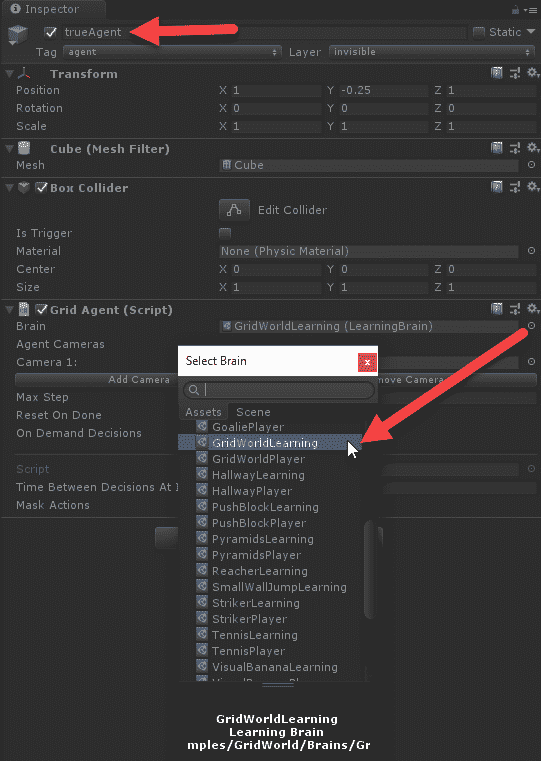 Inspector
trueAgent Static
Tag agent Layer invisible
Transform
Position X 1 Y -0.25 Z 1
Rotation X 0 Y 0 Z 0
Scale X 1 Y 1 Z 1
Cube (Mesh Filter)
Mesh Cube
Box Collider
Edit Collider
Is Trigger
Material None (Physic Material)
Center X 0 Y 0 Z 0
Size X 1 Y 1 Z 1
Grid Agent (Script)
Brain GridWorldLearning (LearningBrain)
Agent Cameras
Camera 1:
Add Camera move Camera
Max Step
Reset On Done
On Demand Decisions
Script
Time Between Decisions At I
Mask Actions
Select Brain
Assets Scene
GoaliePlayer
GridWorldLearning
GridWorldPlayer
HallwayLearning
HallwayPlayer
PushBlockLearning
PushBlockPlayer
PyramidsLearning
PyramidsPlayer
ReacherLearning
SmallWallJumpLearning
StrikerLearning
StrikerPlayer
TennisLearning
TennisPlayer
VisualBananaLearning
GridWorldLearning
Learning Brain
mples/GridWorld/Brains/Gr